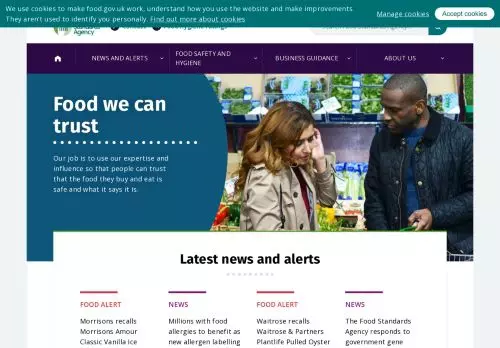 We use cookies to make food.gov.uk work, understand how you use the website and make improvements.
They aren't used to identify you personally. Find out more about cookies
Manage cookies
Accept cookies
Agency
NEWS AND ALERTS
FOOD SAFETY AND
HYGIENE
BUSINESS GUIDANCE
ABOUT US
Food we can
trust
Our job is to use our expertise and
influence so that people can trust
that the food they buy and eat is
safe and what it says it is.
Latest news and alerts
FOOD ALERT
Morrisons recalls
Morrisons Amour
Classic Vanilla Ice
NEWS
Millions with food
allergies to benefit as
new allergen labelling
FOOD ALERT
Waitrose recalls
Waitrose & Partners
Plantlife Pulled Oyster
NEWS
The Food Standards
Agency responds to
government gene